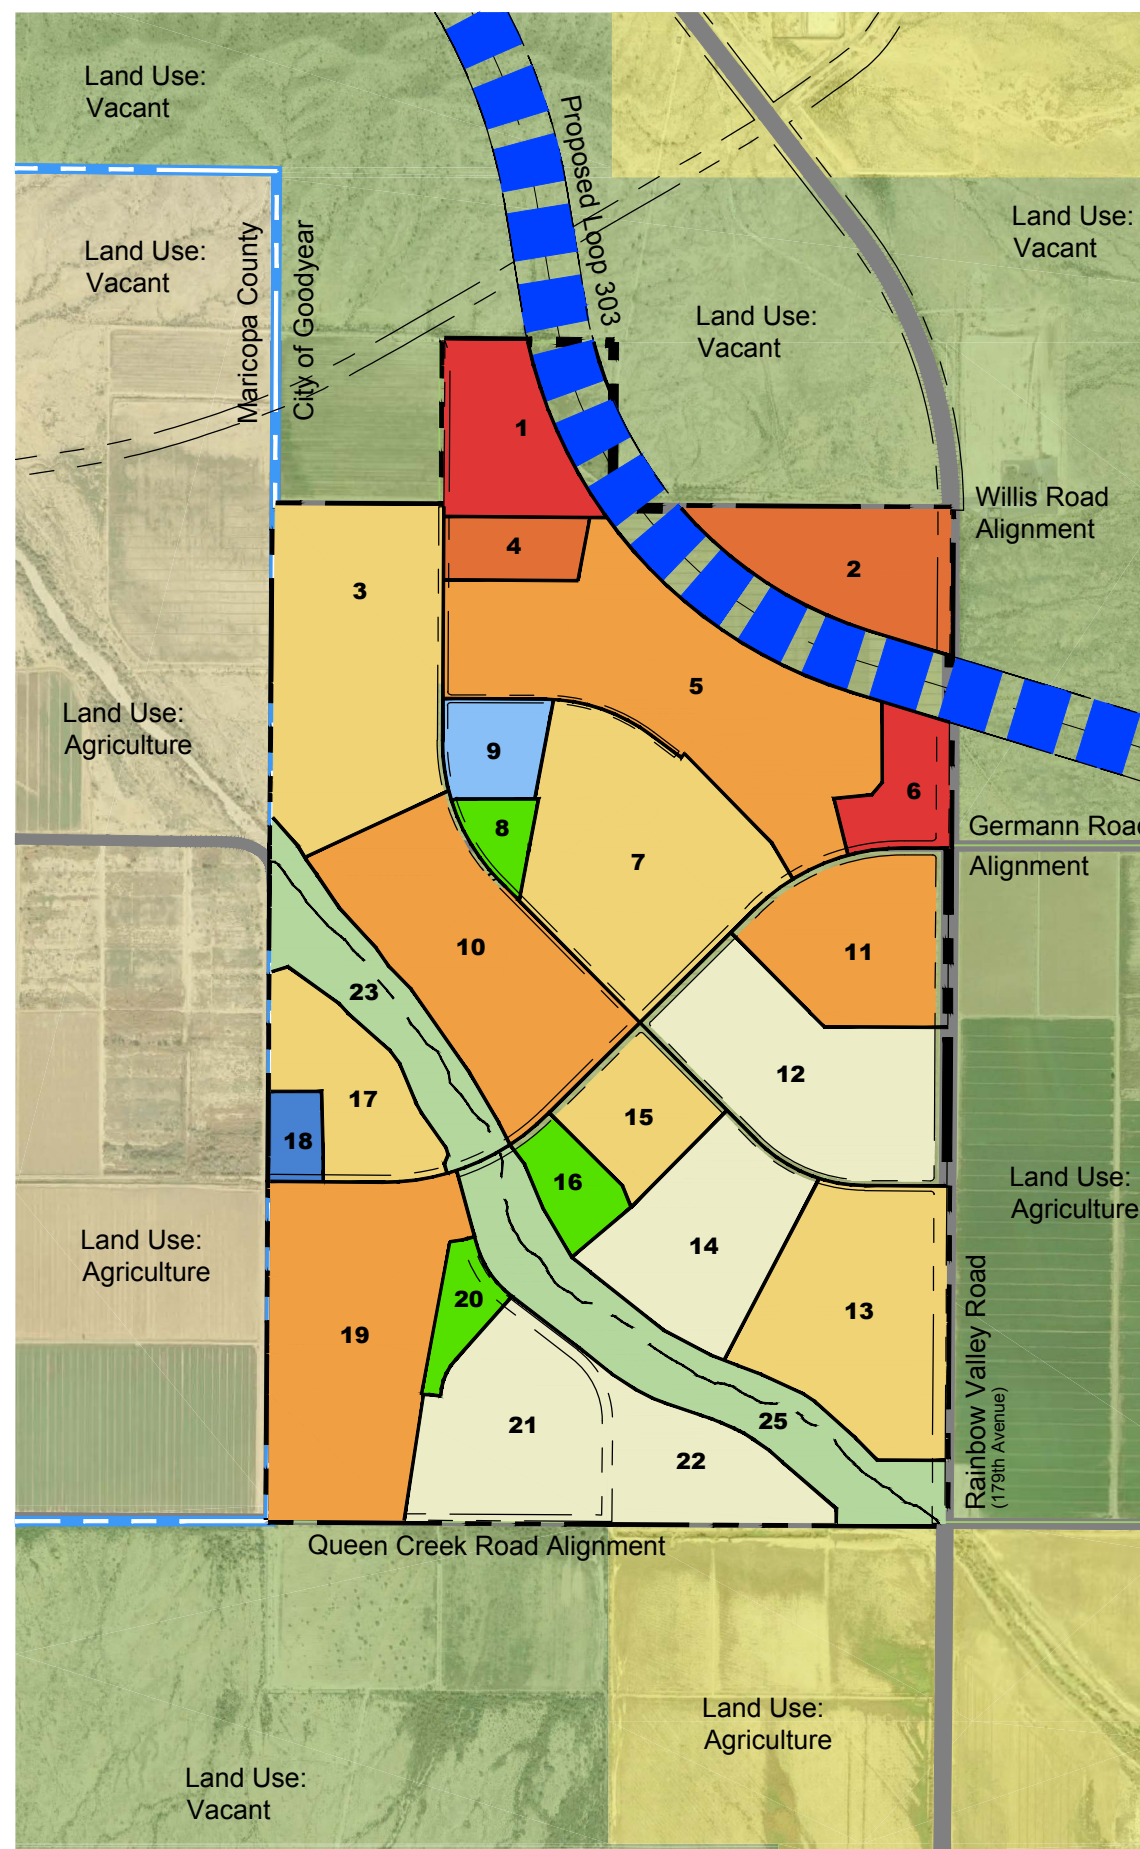 Land Use:
Vacant
Proposed Loop 303
Land Use:
Vacant
Land Use:
Vacant
Maricopa County
City of Goodyear
Land Use:
Vacant
1
Willis Road
Alignment
4
2
3
5
Land Use:
Agriculture
9
6
8
Germann Road
7
Alignment
10
11
23
12
17
15
18
16
Land Use:
Agriculture
14
Land Use:
Agriculture
20
13
19
Rainbow Valley Road
(179th Avenue)
21
25
22
Queen Creek Road Alignment
Land Use:
Agriculture
Land Use:
Vacant